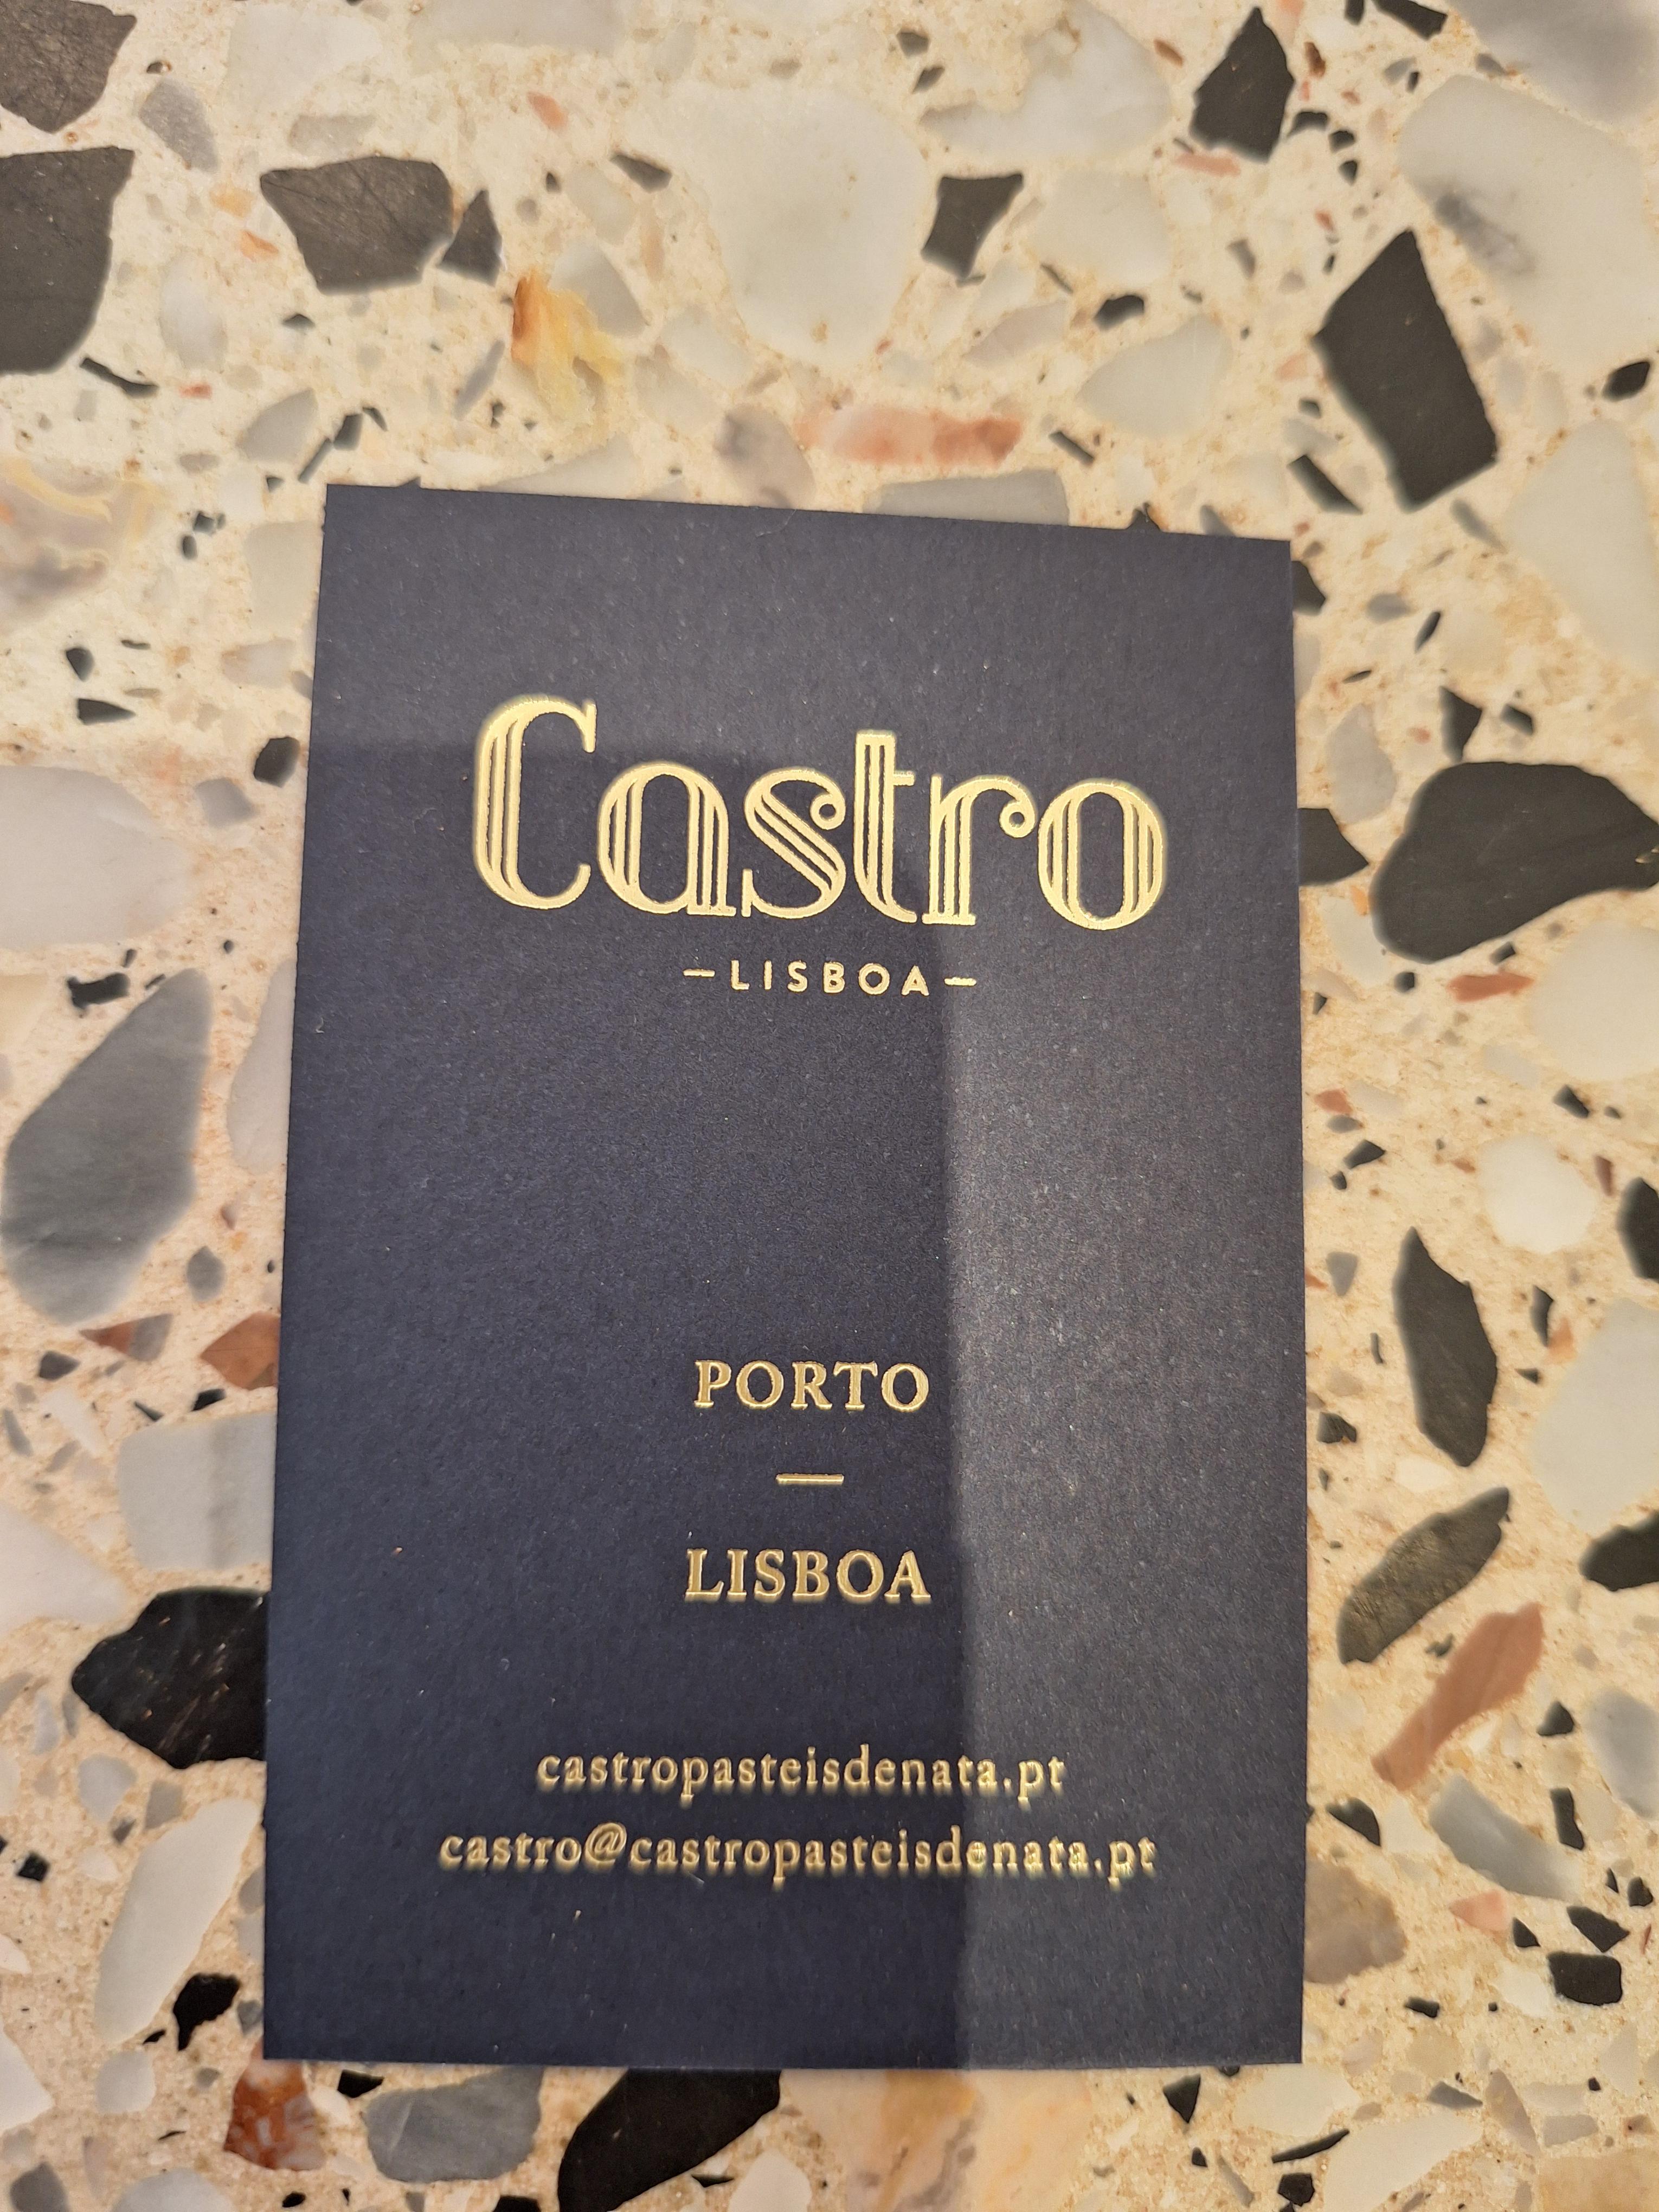 Castro
—LISBOA—
PORTO
—
LISBOA
castropasteisdenata.pt
castro@castropasteisdenata.pt